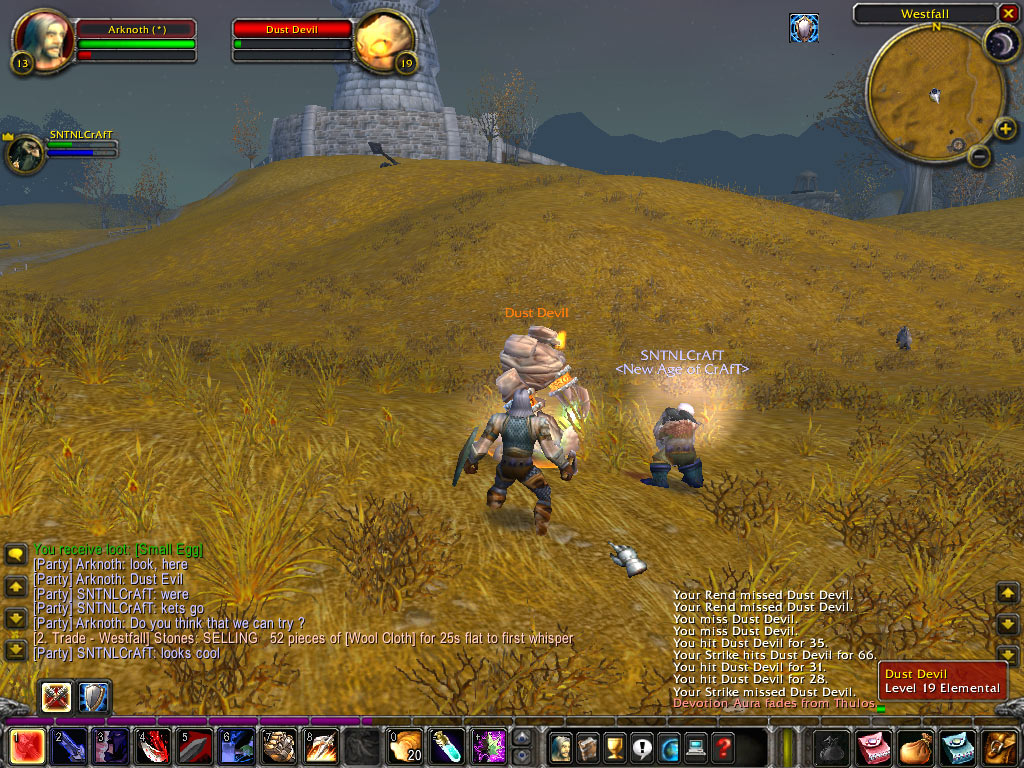 Arknoth (*)
13
Dust Devil
19
Westfall
N
SNTNLCrAfT
Dust Devil
SNTNLCrAfT
<New Age of CrAfT>
You receive loot: [Small Egg]
[Party] Arknoth: look, here
[Party] Arknoth: Dust Evil
[Party] SNTNLCrAfT: were
[Party] SNTNLCrAfT: kets go
[Party] Arknoth: Do you think that we can try ?
[2. Trade - Westfall] Stones: SELLING 52 pieces of [Wool Cloth] for 25s flat to first whisper
[Party] SNTNLCrAfT: looks cool
Your Rend missed Dust Devil.
Your Rend missed Dust Devil.
You miss Dust Devil.
You miss Dust Devil.
You hit Dust Devil for 35.
Your Strike hits Dust Devil for 66.
You hit Dust Devil for 31.
You hit Dust Devil for 28.
Your Strike missed Dust Devil.
Devotion Aura fades from Thulos.
Dust Devil
Level 19 Elemental
1 2 3 4 5 6 7 8 0 20 - +